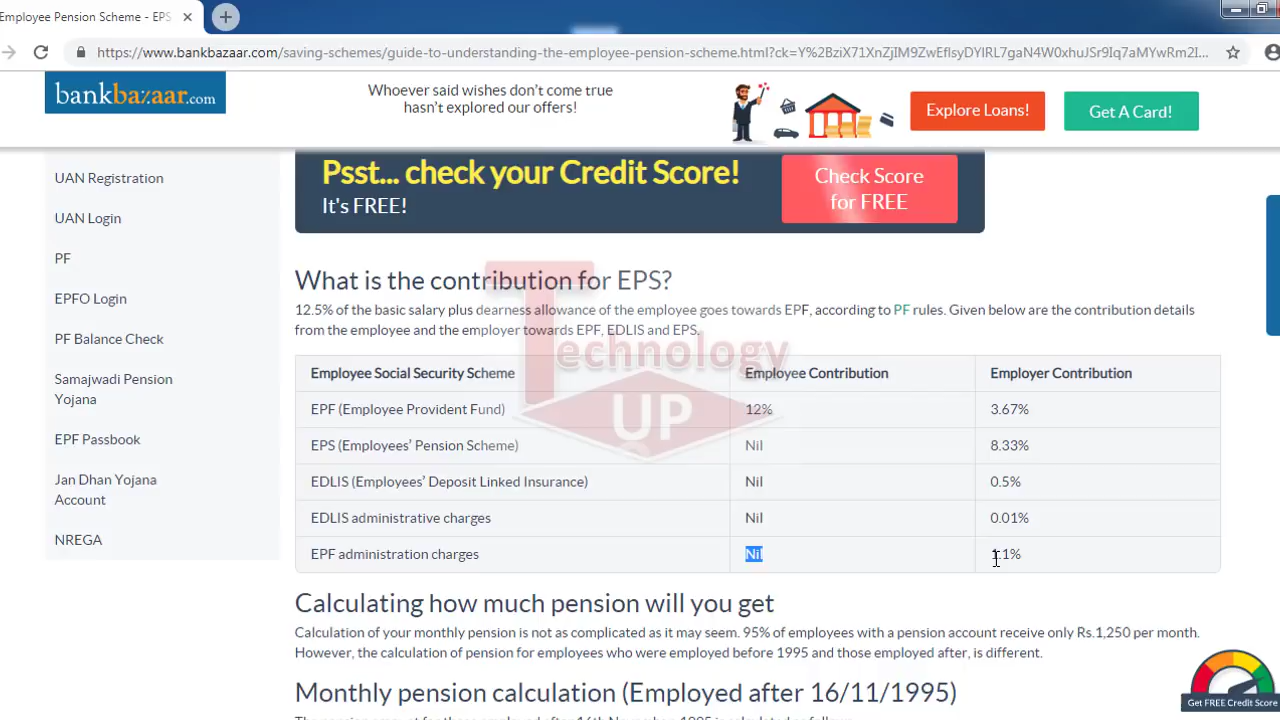 Employee Pension Scheme - EPS
https://www.bankbazaar.com/saving-schemes/guide-to-understanding-the-employee-pension-scheme.html?ck=Y%2BziX71XnZjIM9ZwEfIsyDYIRL7gaN4W0xhuJSr9Iq7aMYwRm2I...
bankbazaar.com
Whoever said wishes don't come true
hasn't explored our offers!
Explore Loans!
Get A Card!
UAN Registration
UAN Login
PF
EPFO Login
PF Balance Check
Samajwadi Pension
Yojana
EPF Passbook
Jan Dhan Yojana
Account
NREGA
Psst... check your Credit Score!
It's FREE!
Check Score
for FREE
What is the contribution for EPS?
12.5% of the basic salary plus dearness allowance of the employee goes towards EPF, according to PF rules. Given below are the contribution details
from the employee and the employer towards EPF, EDLIS and EPS.
Employee Social Security Scheme Employee Contribution Employer Contribution
EPF (Employee Provident Fund) 12% 3.67%
EPS (Employees' Pension Scheme) Nil 8.33%
EDLIS (Employees' Deposit Linked Insurance) Nil 0.5%
EDLIS administrative charges Nil 0.01%
EPF administration charges Nil 1.1%
Technology
UP
Calculating how much pension will you get
Calculation of your monthly pension is not as complicated as it may seem. 95% of employees with a pension account receive only Rs.1,250 per month.
However, the calculation of pension for employees who were employed before 1995 and those employed after, is different.
Monthly pension calculation (Employed after 16/11/1995)
Get FREE Credit Score